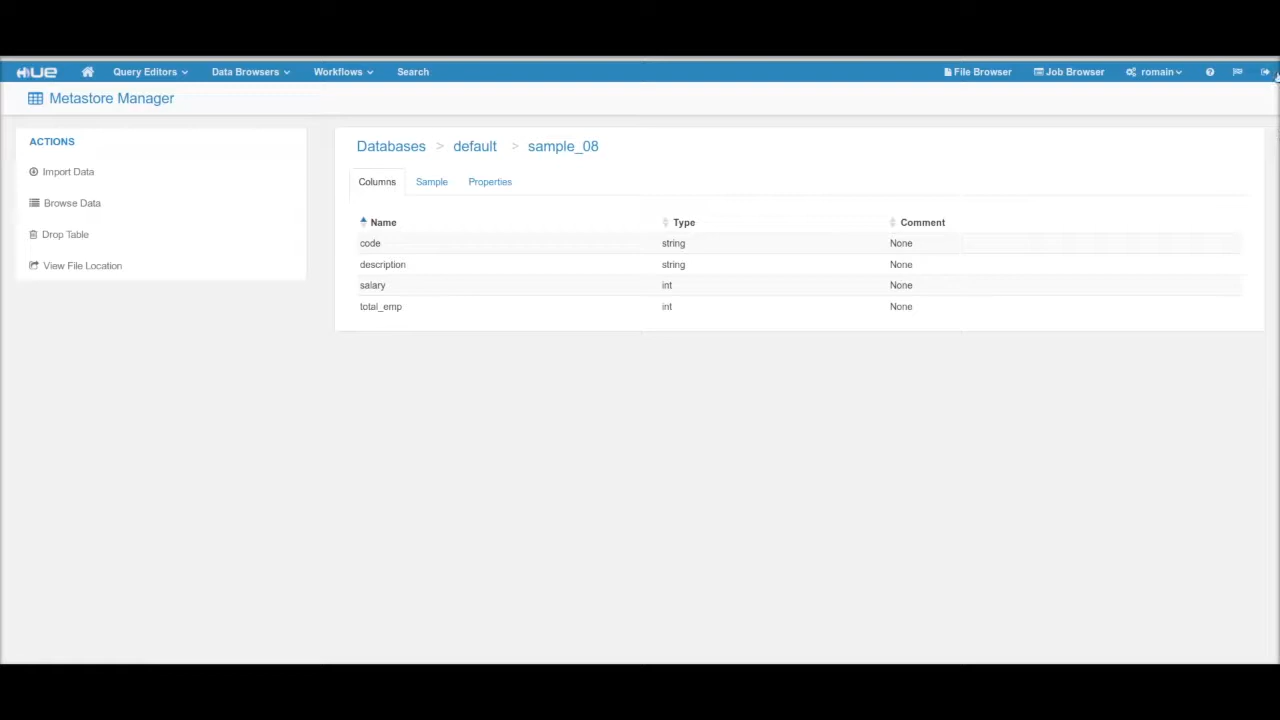 HUE Query Editors Data Browsers Workflows Search File Browser Job Browser romain
Metastore Manager
ACTIONS
Import Data
Browse Data
Drop Table
View File Location
Databases > default > sample_08
Columns Sample Properties
Name Type Comment
code string None
description string None
salary int None
total_emp int None